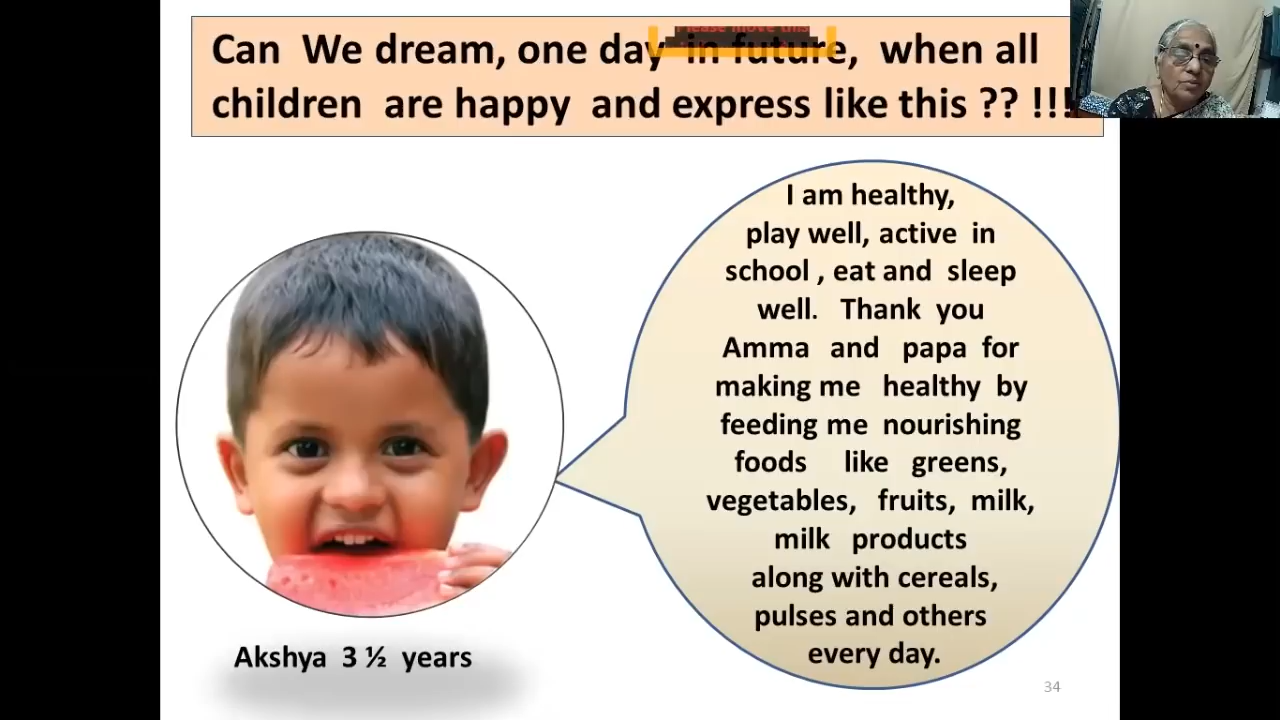 Please move this
Can We dream, one day in future, when all
children are happy and express like this ?? !!!
I am healthy,
play well, active in
school , eat and sleep
well. Thank you
Amma and papa for
making me healthy by
feeding me nourishing
foods like greens,
vegetables, fruits, milk,
milk products
along with cereals,
pulses and others
every day.
Akshya 3 ½ years
34